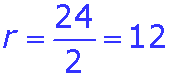 r = 24/2 = 12